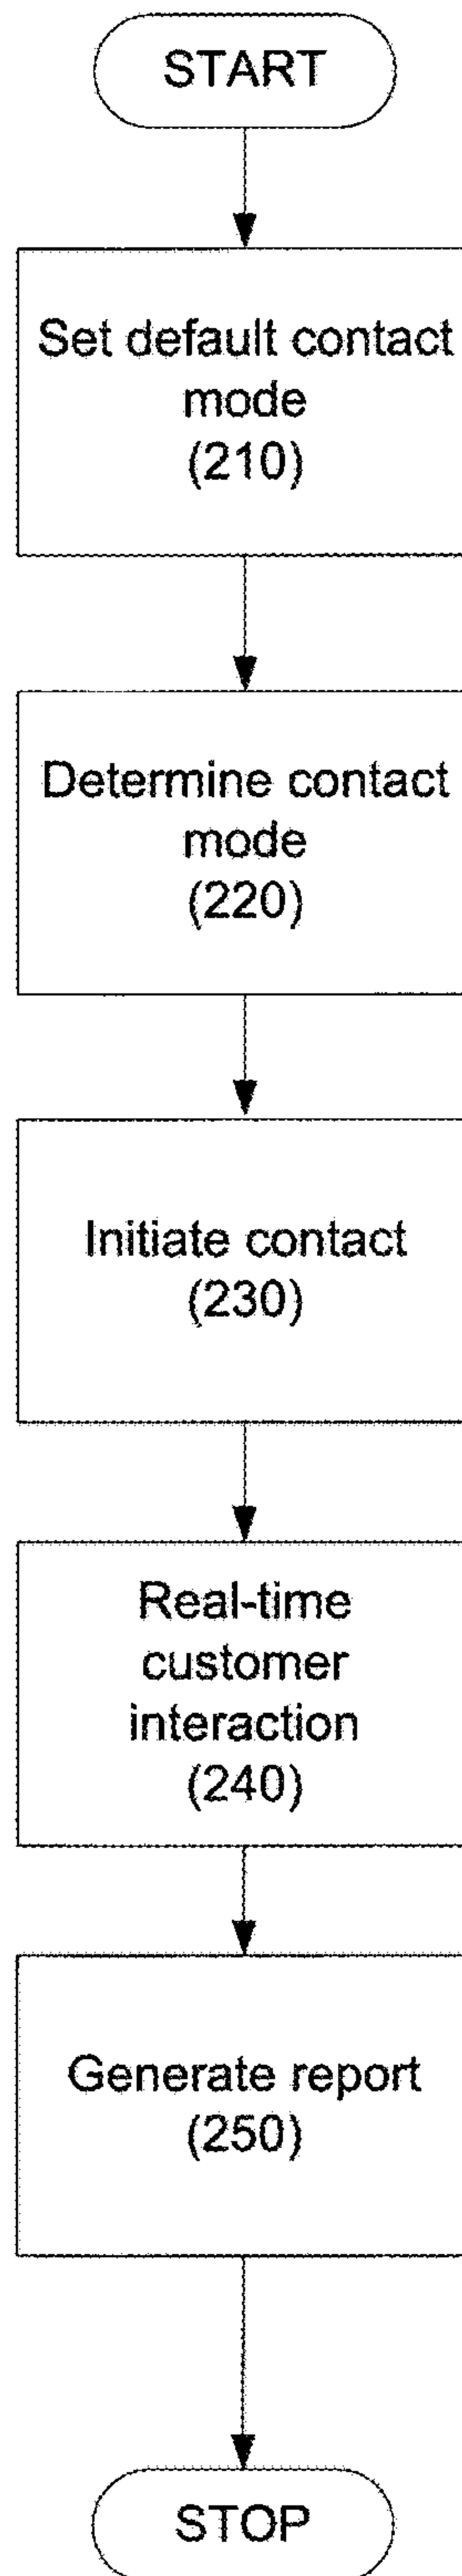 START
Set default contact
mode
(210)
Determine contact
mode
(220)
Initiate contact
(230)
Real-time
customer
interaction
(240)
Generate report
(250)
STOP